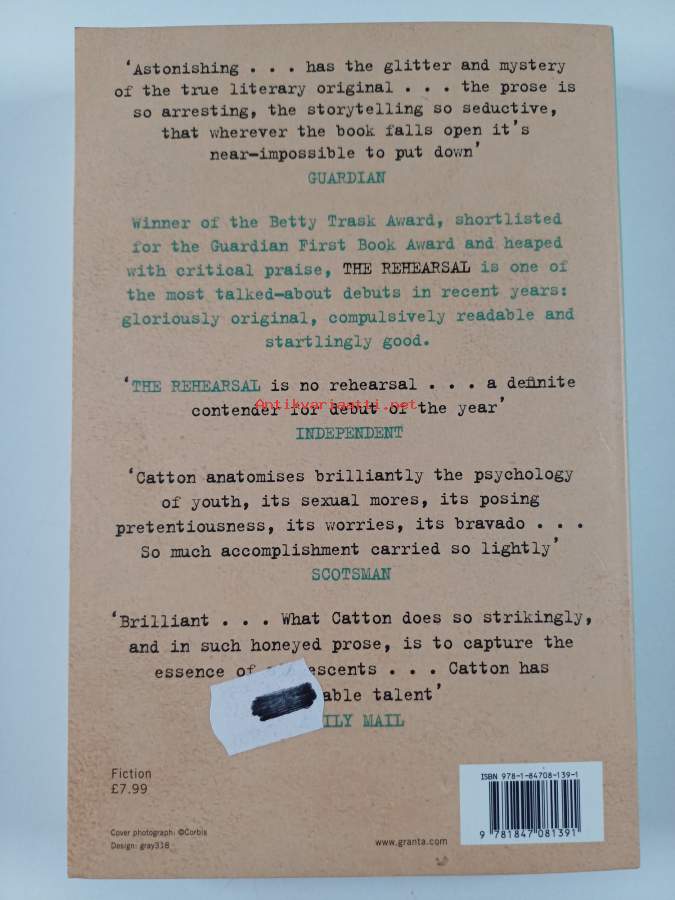 ‘Astonishing . . . has the glitter and mystery
of the true literary original . . . the prose is
so arresting, the storytelling so seductive,
that wherever the book falls open it’s
near-impossible to put down’
GUARDIAN
Winner of the Betty Trask Award, shortlisted
for the Guardian First Book Award and heaped
with critical praise, THE REHEARSAL is one of
the most talked-about debuts in recent years:
gloriously original, compulsively readable and
startlingly good.
‘THE REHEARSAL is no rehearsal . . . a definite
contender for debut of the year’
Antikvariaatti.net
INDEPENDENT
‘Catton anatomises brilliantly the psychology
of youth, its sexual mores, its posing
pretentiousness, its worries, its bravado . . .
So much accomplishment carried so lightly’
SCOTSMAN
‘Brilliant . . . What Catton does so strikingly,
and in such honeyed prose, is to capture the
essence of . . . Catton has
talent’
MAIL
Fiction
£7.99
Cover photograph: ©Corbis
Design: gray318
www.granta.com
ISBN 978-1-84708-139-1
9 781847 081391